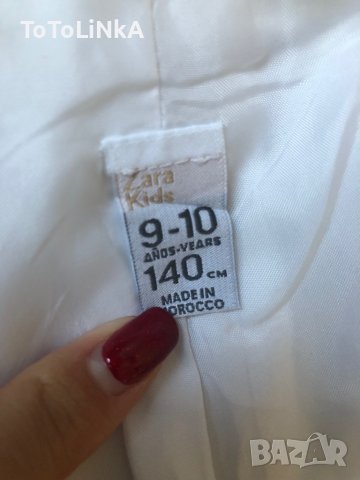 ToToLinkA
Zara
Kids
9-10
AÑOS-YEARS
140 CM
MADE IN
MOROCCO
BAZAR